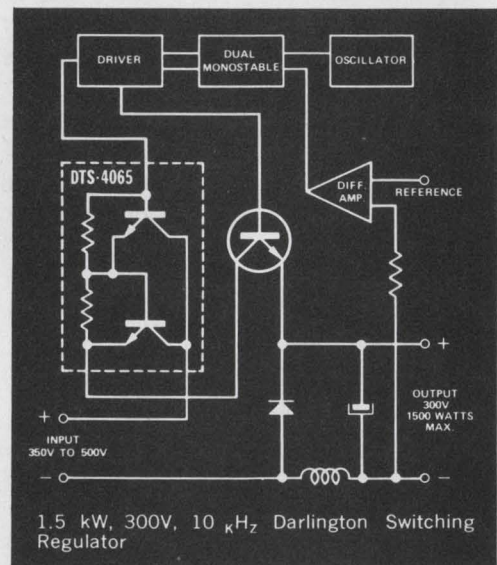 DRIVER
DUAL
MONOSTABLE
OSCILLATOR
DTS-4065
DIFF.
AMP.
REFERENCE
+
INPUT
350V TO 500V
−
+
OUTPUT
300V
1500 WATTS
MAX.
−
1.5 kW, 300V, 10 KHZ Darlington Switching
Regulator